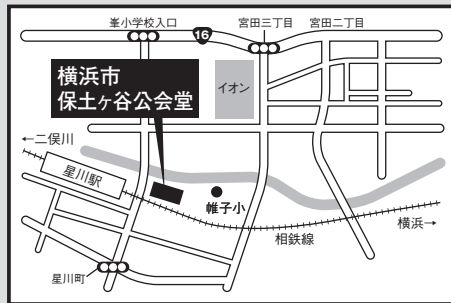 峯小学校入口
16
宮田三丁目
宮田二丁目
横浜市
保土ヶ谷公会堂
イオン
←二俣川
星川駅
帷子小
横浜→
相鉄線
星川町